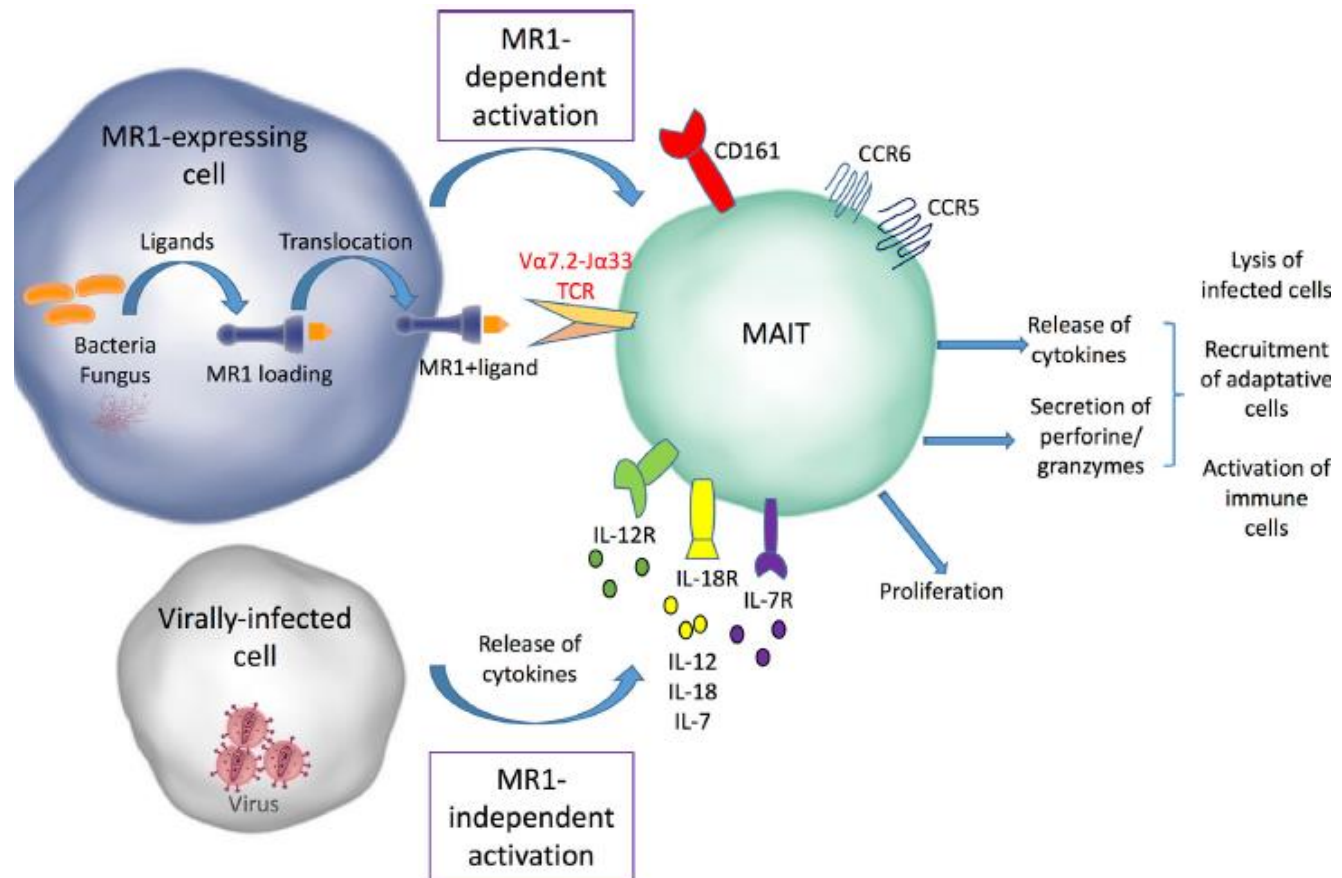 MR1-
dependent
activation
MR1-expressing
cell
Ligands
Translocation
Bacteria
Fungus
MR1 loading
MR1+ligand
Vα7.2-Jα33
TCR
CD161
CCR6
CCR5
MAIT
Release of
cytokines
Secretion of
perforine/
granzymes
Proliferation
Lysis of
infected cells
Recruitment
of adaptative
cells
Activation of
immune
cells
IL-12R
IL-18R
IL-7R
IL-12
IL-18
IL-7
Virally-infected
cell
Virus
Release of
cytokines
MR1-
independent
activation